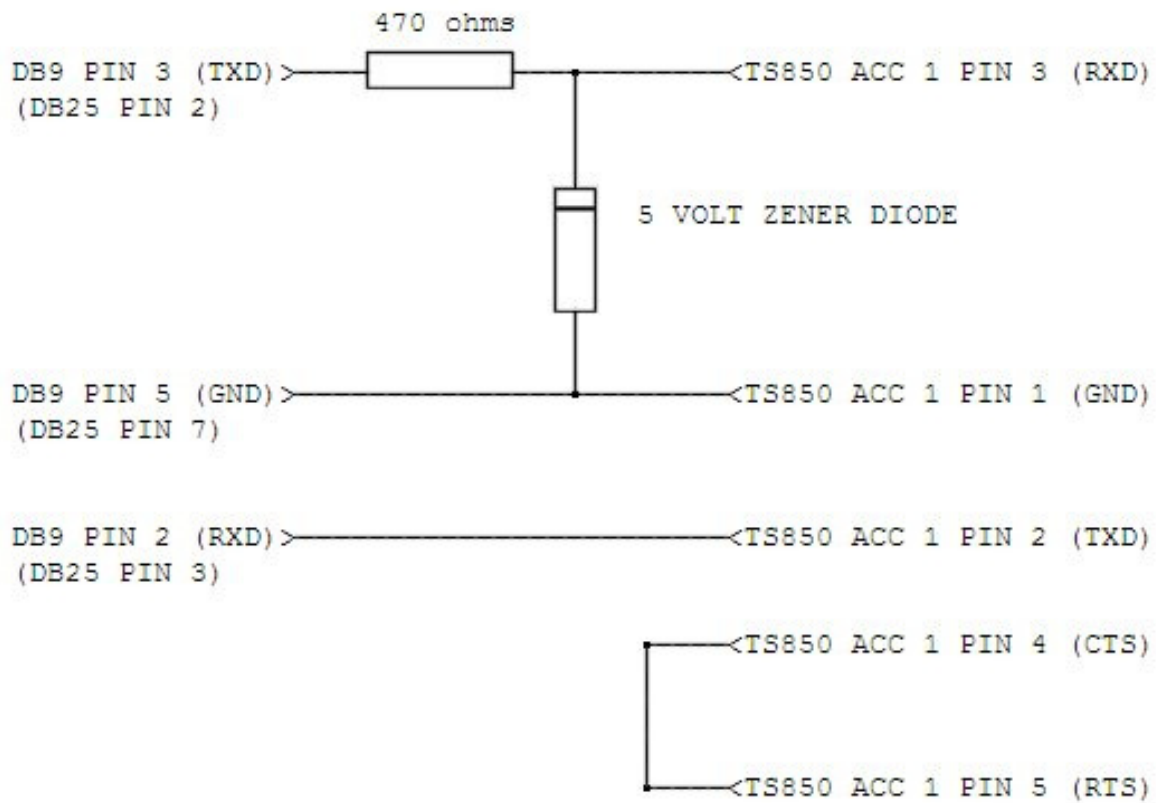 470 ohms
DB9 PIN 3 (TXD)
TS850 ACC 1 PIN 3 (RXD)
(DB25 PIN 2)
5 VOLT ZENER DIODE
DB9 PIN 5 (GND)
TS850 ACC 1 PIN 1 (GND)
(DB25 PIN 7)
DB9 PIN 2 (RXD)
TS850 ACC 1 PIN 2 (TXD)
(DB25 PIN 3)
TS850 ACC 1 PIN 4 (CTS)
TS850 ACC 1 PIN 5 (RTS)